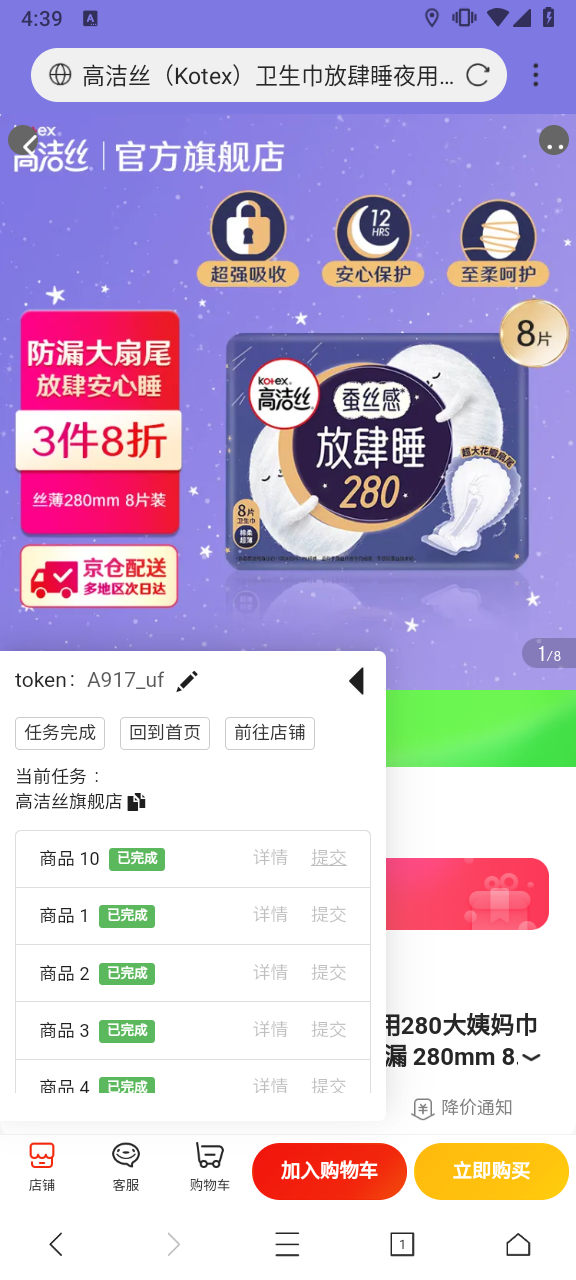 4:39
高洁丝（Kotex）卫生巾放肆睡夜用...
高洁丝 | 官方旗舰店
12
HRS
超强吸收
安心保护
至柔呵护
8片
防漏大扇尾
放肆安心睡
3件8折
丝薄280mm 8片装
京仓配送
多地区次日达
kotex
高洁丝
蚕丝感*
放肆睡
280
超大花瓣扇尾
8片
卫生巾
棉柔
超薄
1/8
token： A917_uf
任务完成
回到首页
前往店铺
当前任务：
高洁丝旗舰店
商品 10 已完成 详情 提交
商品 1 已完成 详情 提交
商品 2 已完成 详情 提交
商品 3 已完成 详情 提交
商品 4 已完成 详情 提交
用280大姨妈巾
漏 280mm 8
降价通知
店铺
客服
购物车
加入购物车
立即购买
1